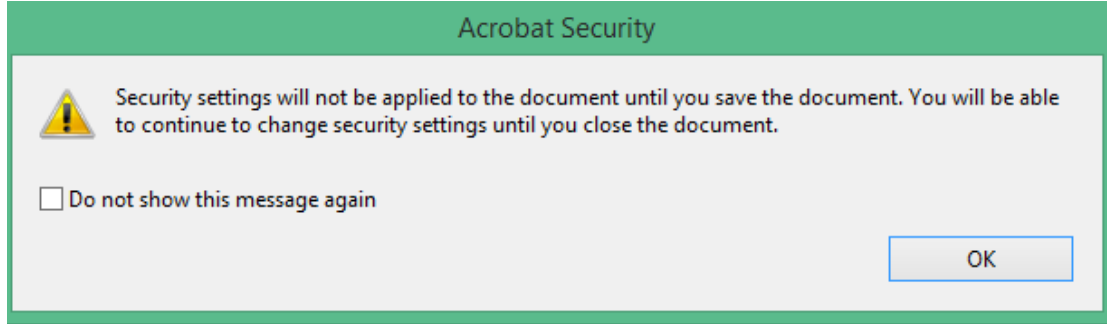 Acrobat Security
Security settings will not be applied to the document until you save the document. You will be able
to continue to change security settings until you close the document.
Do not show this message again
OK